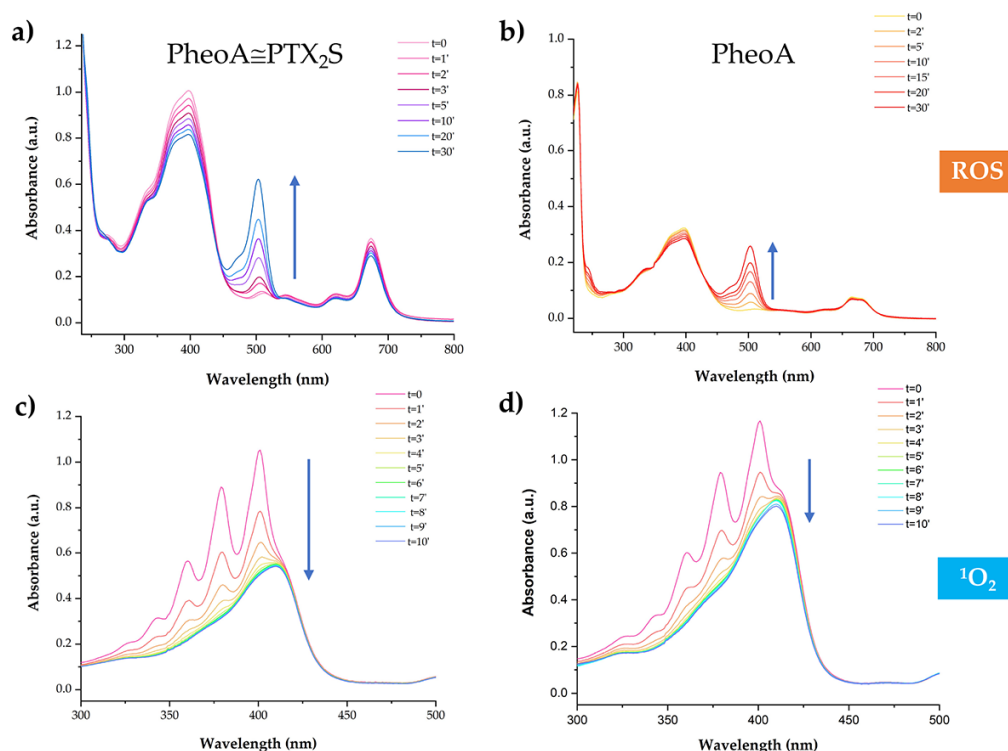 a)
PheoA≅PTX₂S
t=0
t=1'
t=2'
t=3'
t=5'
t=10'
t=20'
t=30'
1.2
1.0
0.8
0.6
0.4
0.2
0.0
Absorbance (a.u.)
300 400 500 600 700 800
Wavelength (nm)
b)
PheoA
t=0
t=2'
t=5'
t=10'
t=15'
t=20'
t=30'
1.0
0.8
0.6
0.4
0.2
0.0
Absorbance (a.u.)
300 400 500 600 700 800
Wavelength (nm)
ROS
c)
t=0
t=1'
t=2'
t=3'
t=4'
t=5'
t=6'
t=7'
t=8'
t=9'
t=10'
1.2
1.0
0.8
0.6
0.4
0.2
0.0
Absorbance (a.u.)
300 350 400 450 500
Wavelength (nm)
d)
t=0
t=1'
t=2'
t=3'
t=4'
t=5'
t=6'
t=7'
t=8'
t=9'
t=10'
1.2
1.0
0.8
0.6
0.4
0.2
0.0
Absorbance (a.u.)
300 350 400 450 500
Wavelength (nm)
¹O₂